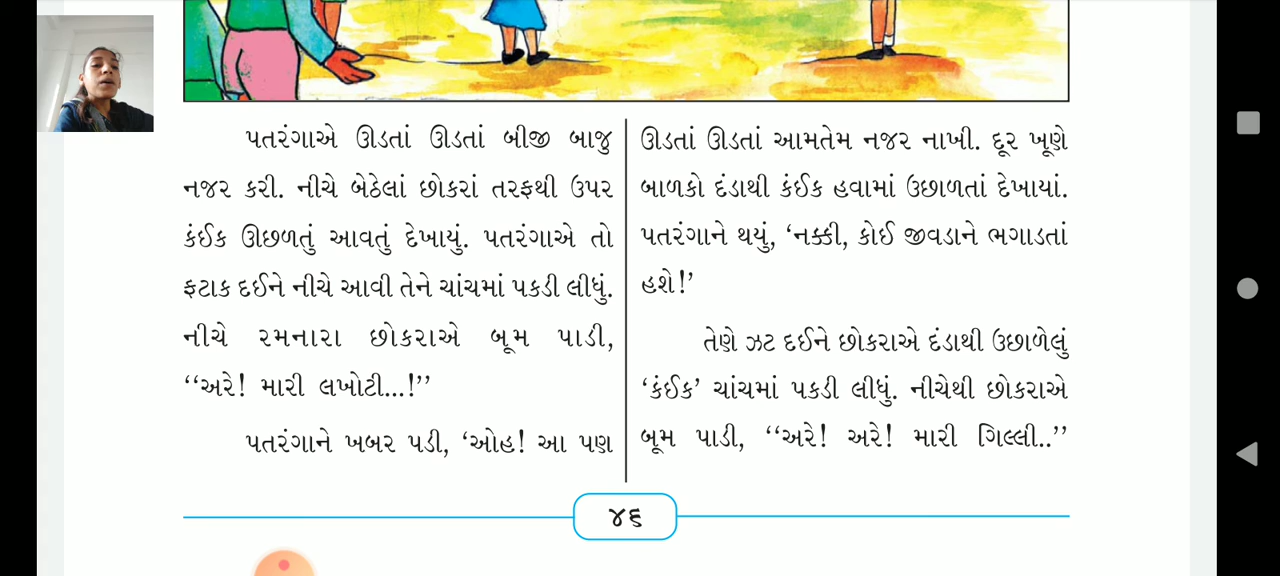 પતરંગાએ ઊડતાં ઊડતાં બીજી બાજુ
નજર કરી. નીચે બેઠેલાં છોકરાં તરફથી ઉપર
કંઈક ઊછળતું આવતું દેખાયું. પતરંગાએ તો
ફટાક દઈને નીચે આવી તેને ચાંચમાં પકડી લીધું.
નીચે રમનારા છોકરાએ બૂમ પાડી,
‘‘અરે! મારી લખોટી...!’’
પતરંગાને ખબર પડી, ‘ઓહ! આ પણ
ઊડતાં ઊડતાં આમતેમ નજર નાખી. દૂર ખૂણે
બાળકો દંડાથી કંઈક હવામાં ઉછાળતાં દેખાયાં.
પતરંગાને થયું, ‘નક્કી, કોઈ જીવડાને ભગાડતાં
હશે!’
તેણે ઝટ દઈને છોકરાએ દંડાથી ઉછાળેલું
‘કંઈક’ ચાંચમાં પકડી લીધું. નીચેથી છોકરાએ
બૂમ પાડી, ‘‘અરે! અરે! મારી ગિલ્લી..’’
૪૬